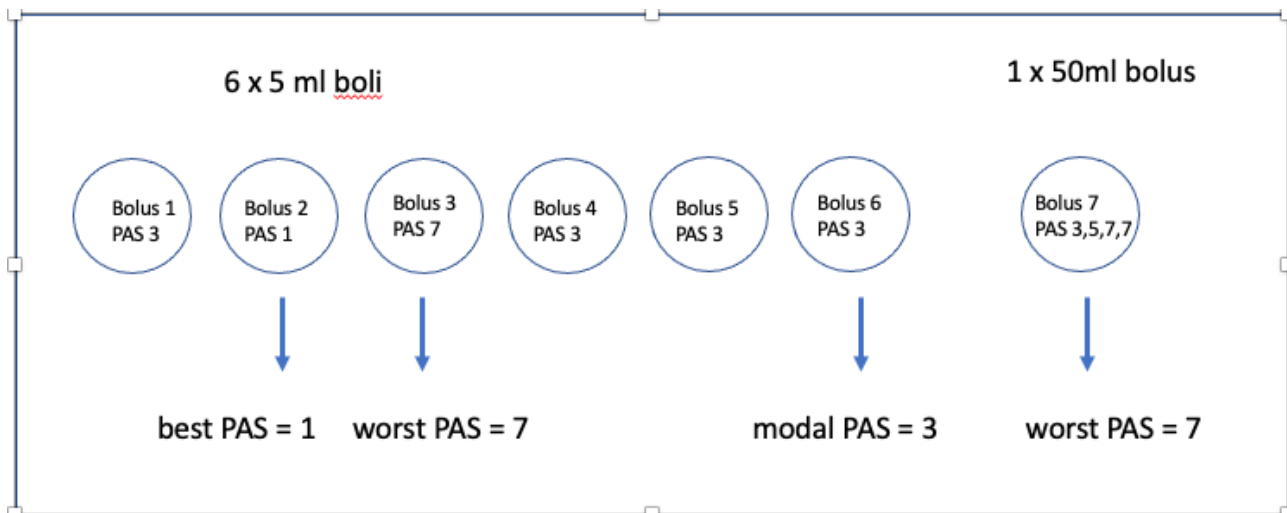 6 x 5 ml boli
1 x 50ml bolus
Bolus 1
PAS 3
Bolus 2
PAS 1
Bolus 3
PAS 7
Bolus 4
PAS 3
Bolus 5
PAS 3
Bolus 6
PAS 3
Bolus 7
PAS 3,5,7,7
best PAS = 1
worst PAS = 7
modal PAS = 3
worst PAS = 7